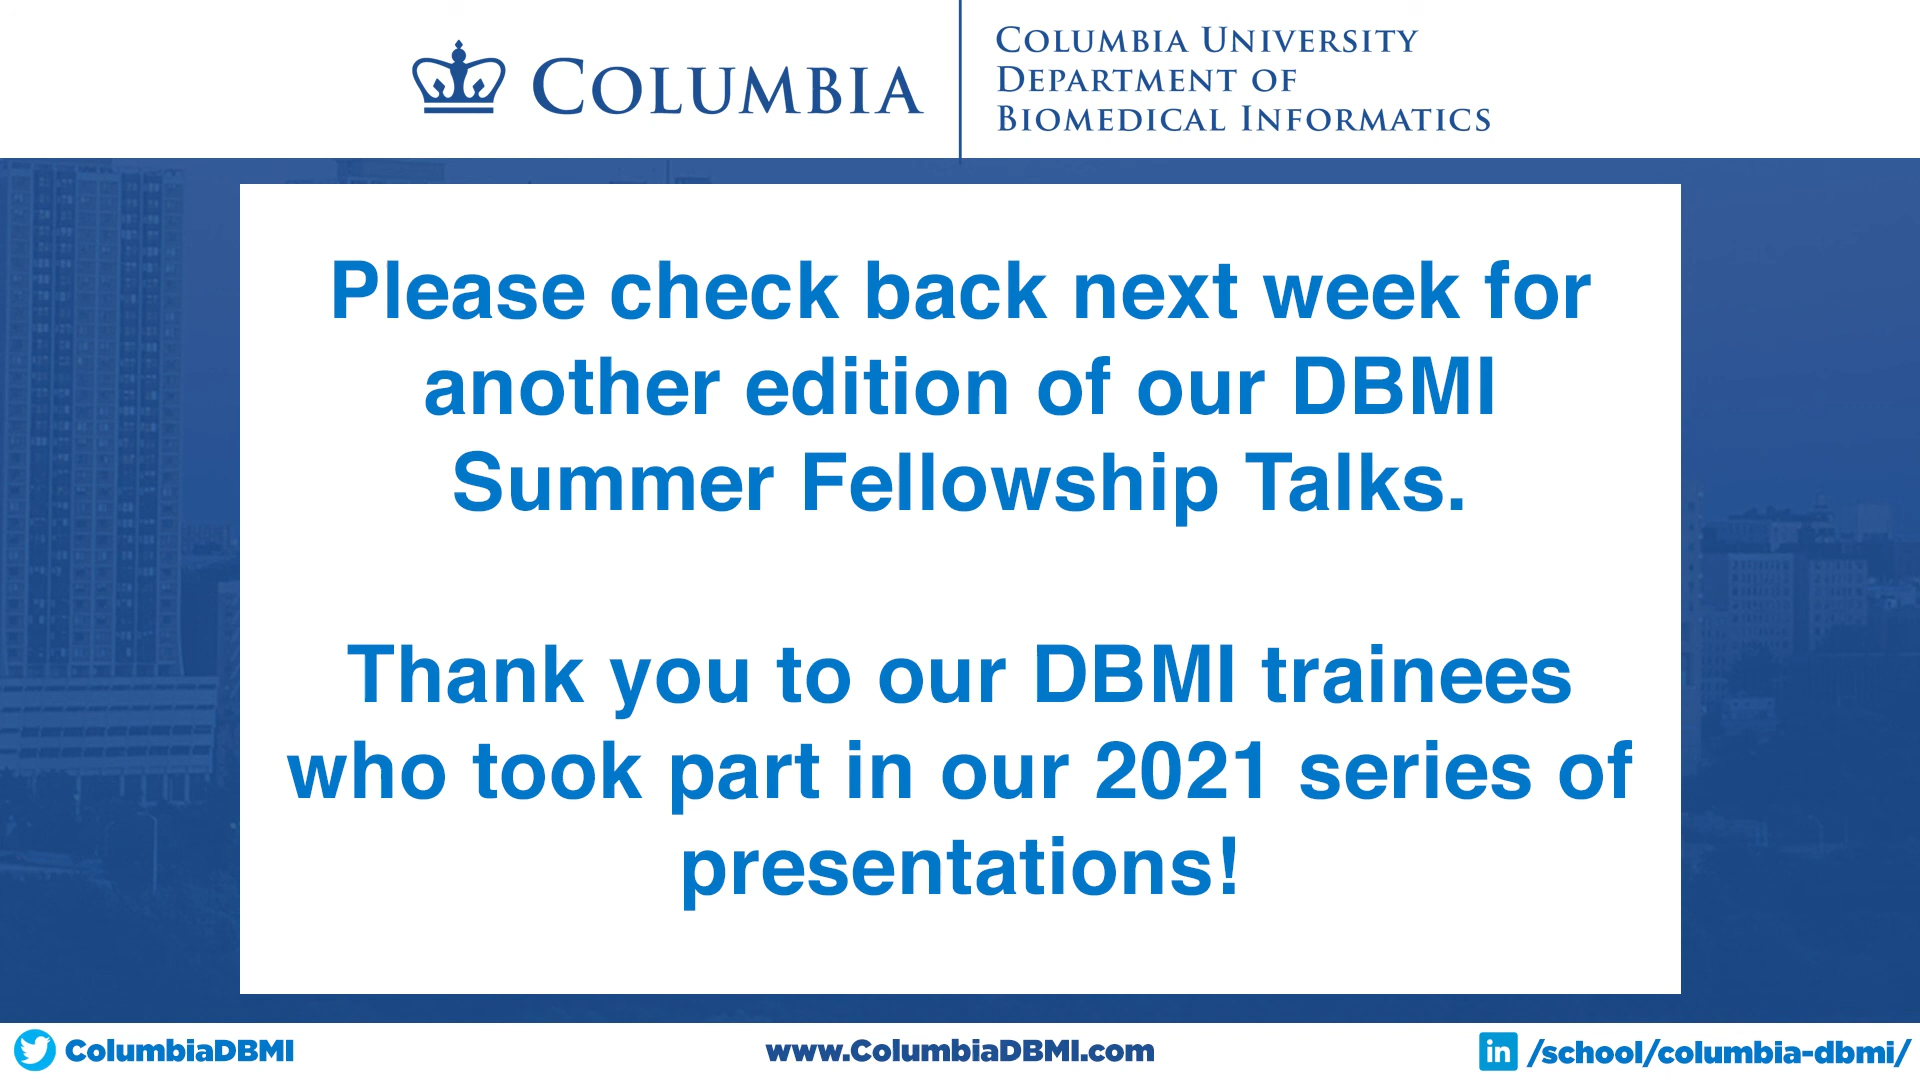 COLUMBIA
COLUMBIA UNIVERSITY
DEPARTMENT OF
BIOMEDICAL INFORMATICS
Please check back next week for
another edition of our DBMI
Summer Fellowship Talks.
Thank you to our DBMI trainees
who took part in our 2021 series of
presentations!
ColumbiaDBMI
www.ColumbiaDBMI.com
in /school/columbia-dbmi/